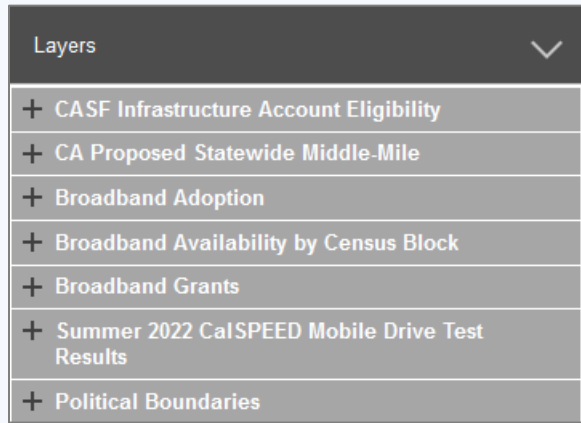 Layers
CASF Infrastructure Account Eligibility
CA Proposed Statewide Middle-Mile
Broadband Adoption
Broadband Availability by Census Block
Broadband Grants
Summer 2022 CalSPEED Mobile Drive Test
Results
Political Boundaries